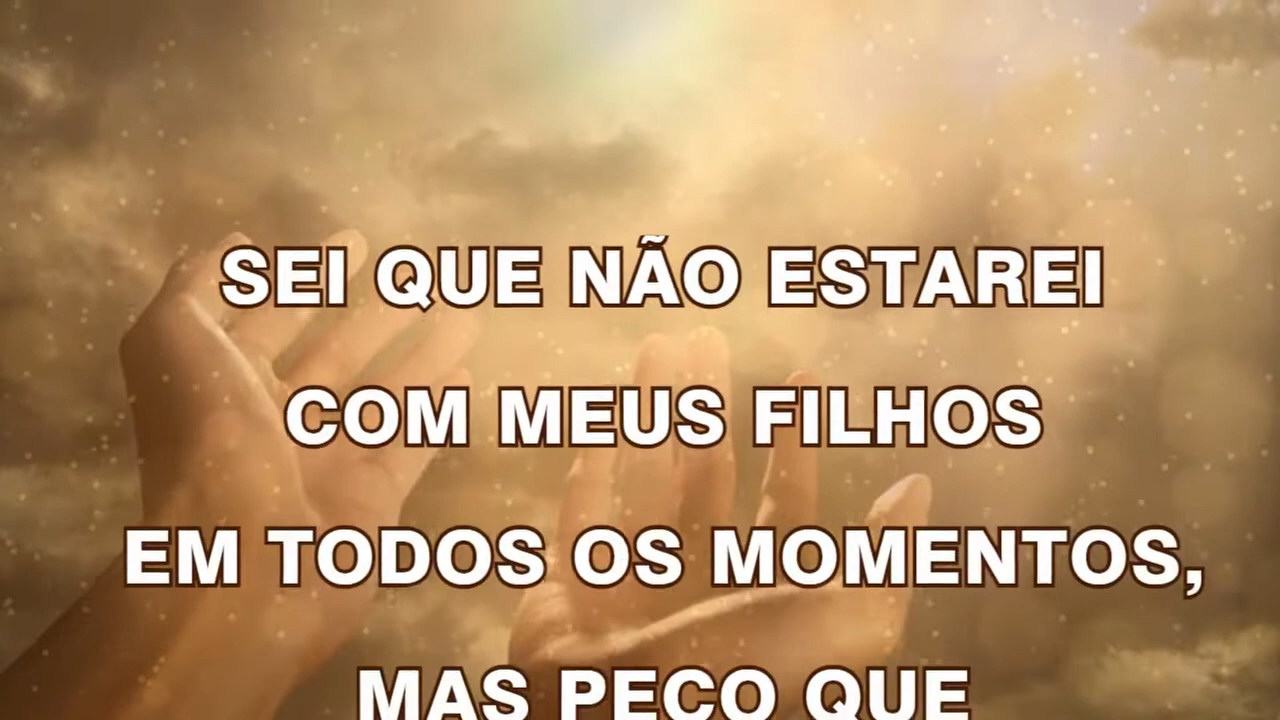 SEI QUE NÃO ESTAREI
COM MEUS FILHOS
EM TODOS OS MOMENTOS,
MAS PEÇO QUE